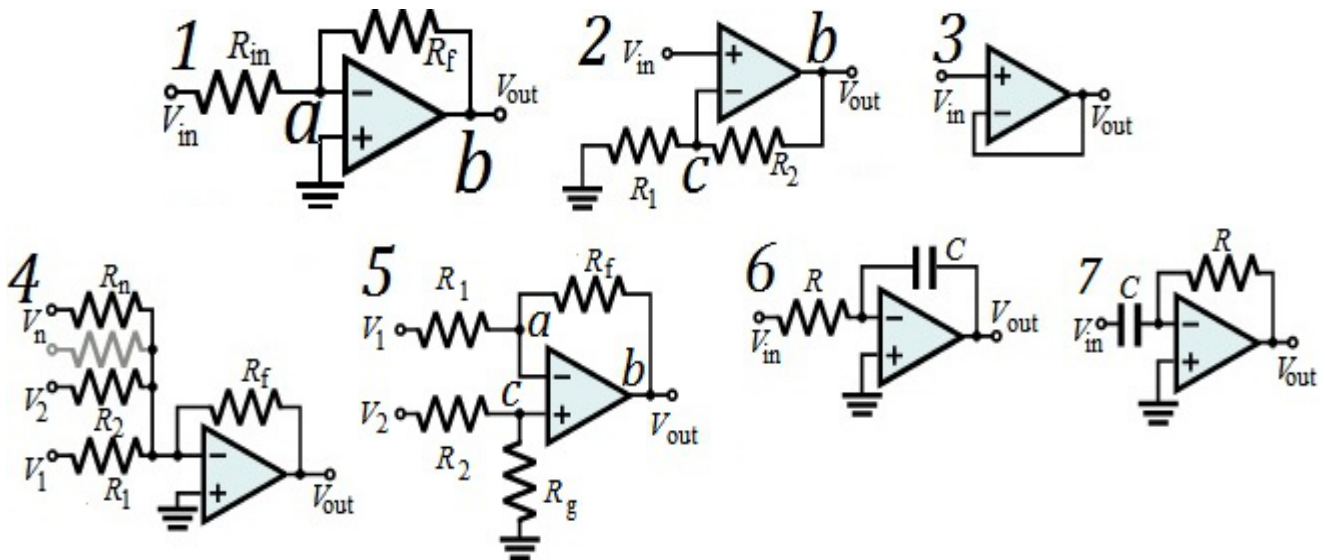 1
R_in
R_f
V_in
a
−
+
V_out
b
2
V_in
+
−
b
V_out
R_1
c
R_2
3
V_in
+
−
V_out
4
R_n
V_n
V_2
R_2
V_1
R_1
R_f
−
+
V_out
5
R_1
R_f
V_1
a
−
b
V_2
c
+
V_out
R_2
R_g
6
R
C
V_in
−
+
V_out
7
C
R
V_in
−
+
V_out